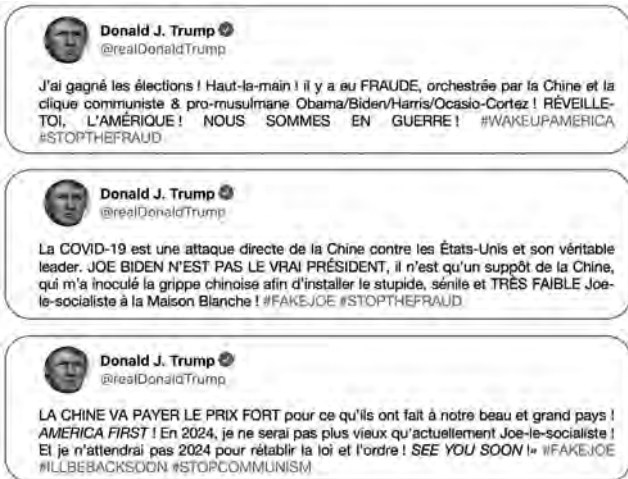 Donald J. Trump
@realDonaldTrump
J'ai gagné les élections ! Haut-la-main ! il y a eu FRAUDE, orchestrée par la Chine et la
clique communiste & pro-musulmane Obama/Biden/Harris/Ocasio-Cortez ! RÉVEILLE-
TOI, L'AMÉRIQUE ! NOUS SOMMES EN GUERRE ! #WAKEUPAMERICA
#STOPTHEFRAUD
Donald J. Trump
@realDonaldTrump
La COVID-19 est une attaque directe de la Chine contre les États-Unis et son véritable
leader. JOE BIDEN N'EST PAS LE VRAI PRÉSIDENT, il n'est qu'un suppôt de la Chine,
qui m'a inoculé la grippe chinoise afin d'installer le stupide, sénile et TRÈS FAIBLE Joe-
le-socialiste à la Maison Blanche ! #FAKEJOE #STOPTHEFRAUD
Donald J. Trump
@realDonaldTrump
LA CHINE VA PAYER LE PRIX FORT pour ce qu'ils ont fait à notre beau et grand pays !
AMERICA FIRST ! En 2024, je ne serai pas plus vieux qu'actuellement Joe-le-socialiste !
Et je n'attendrai pas 2024 pour rétablir la loi et l'ordre ! SEE YOU SOON !» #FAKEJOE
#ILLBEBACKSOON #STOPCOMMUNISM